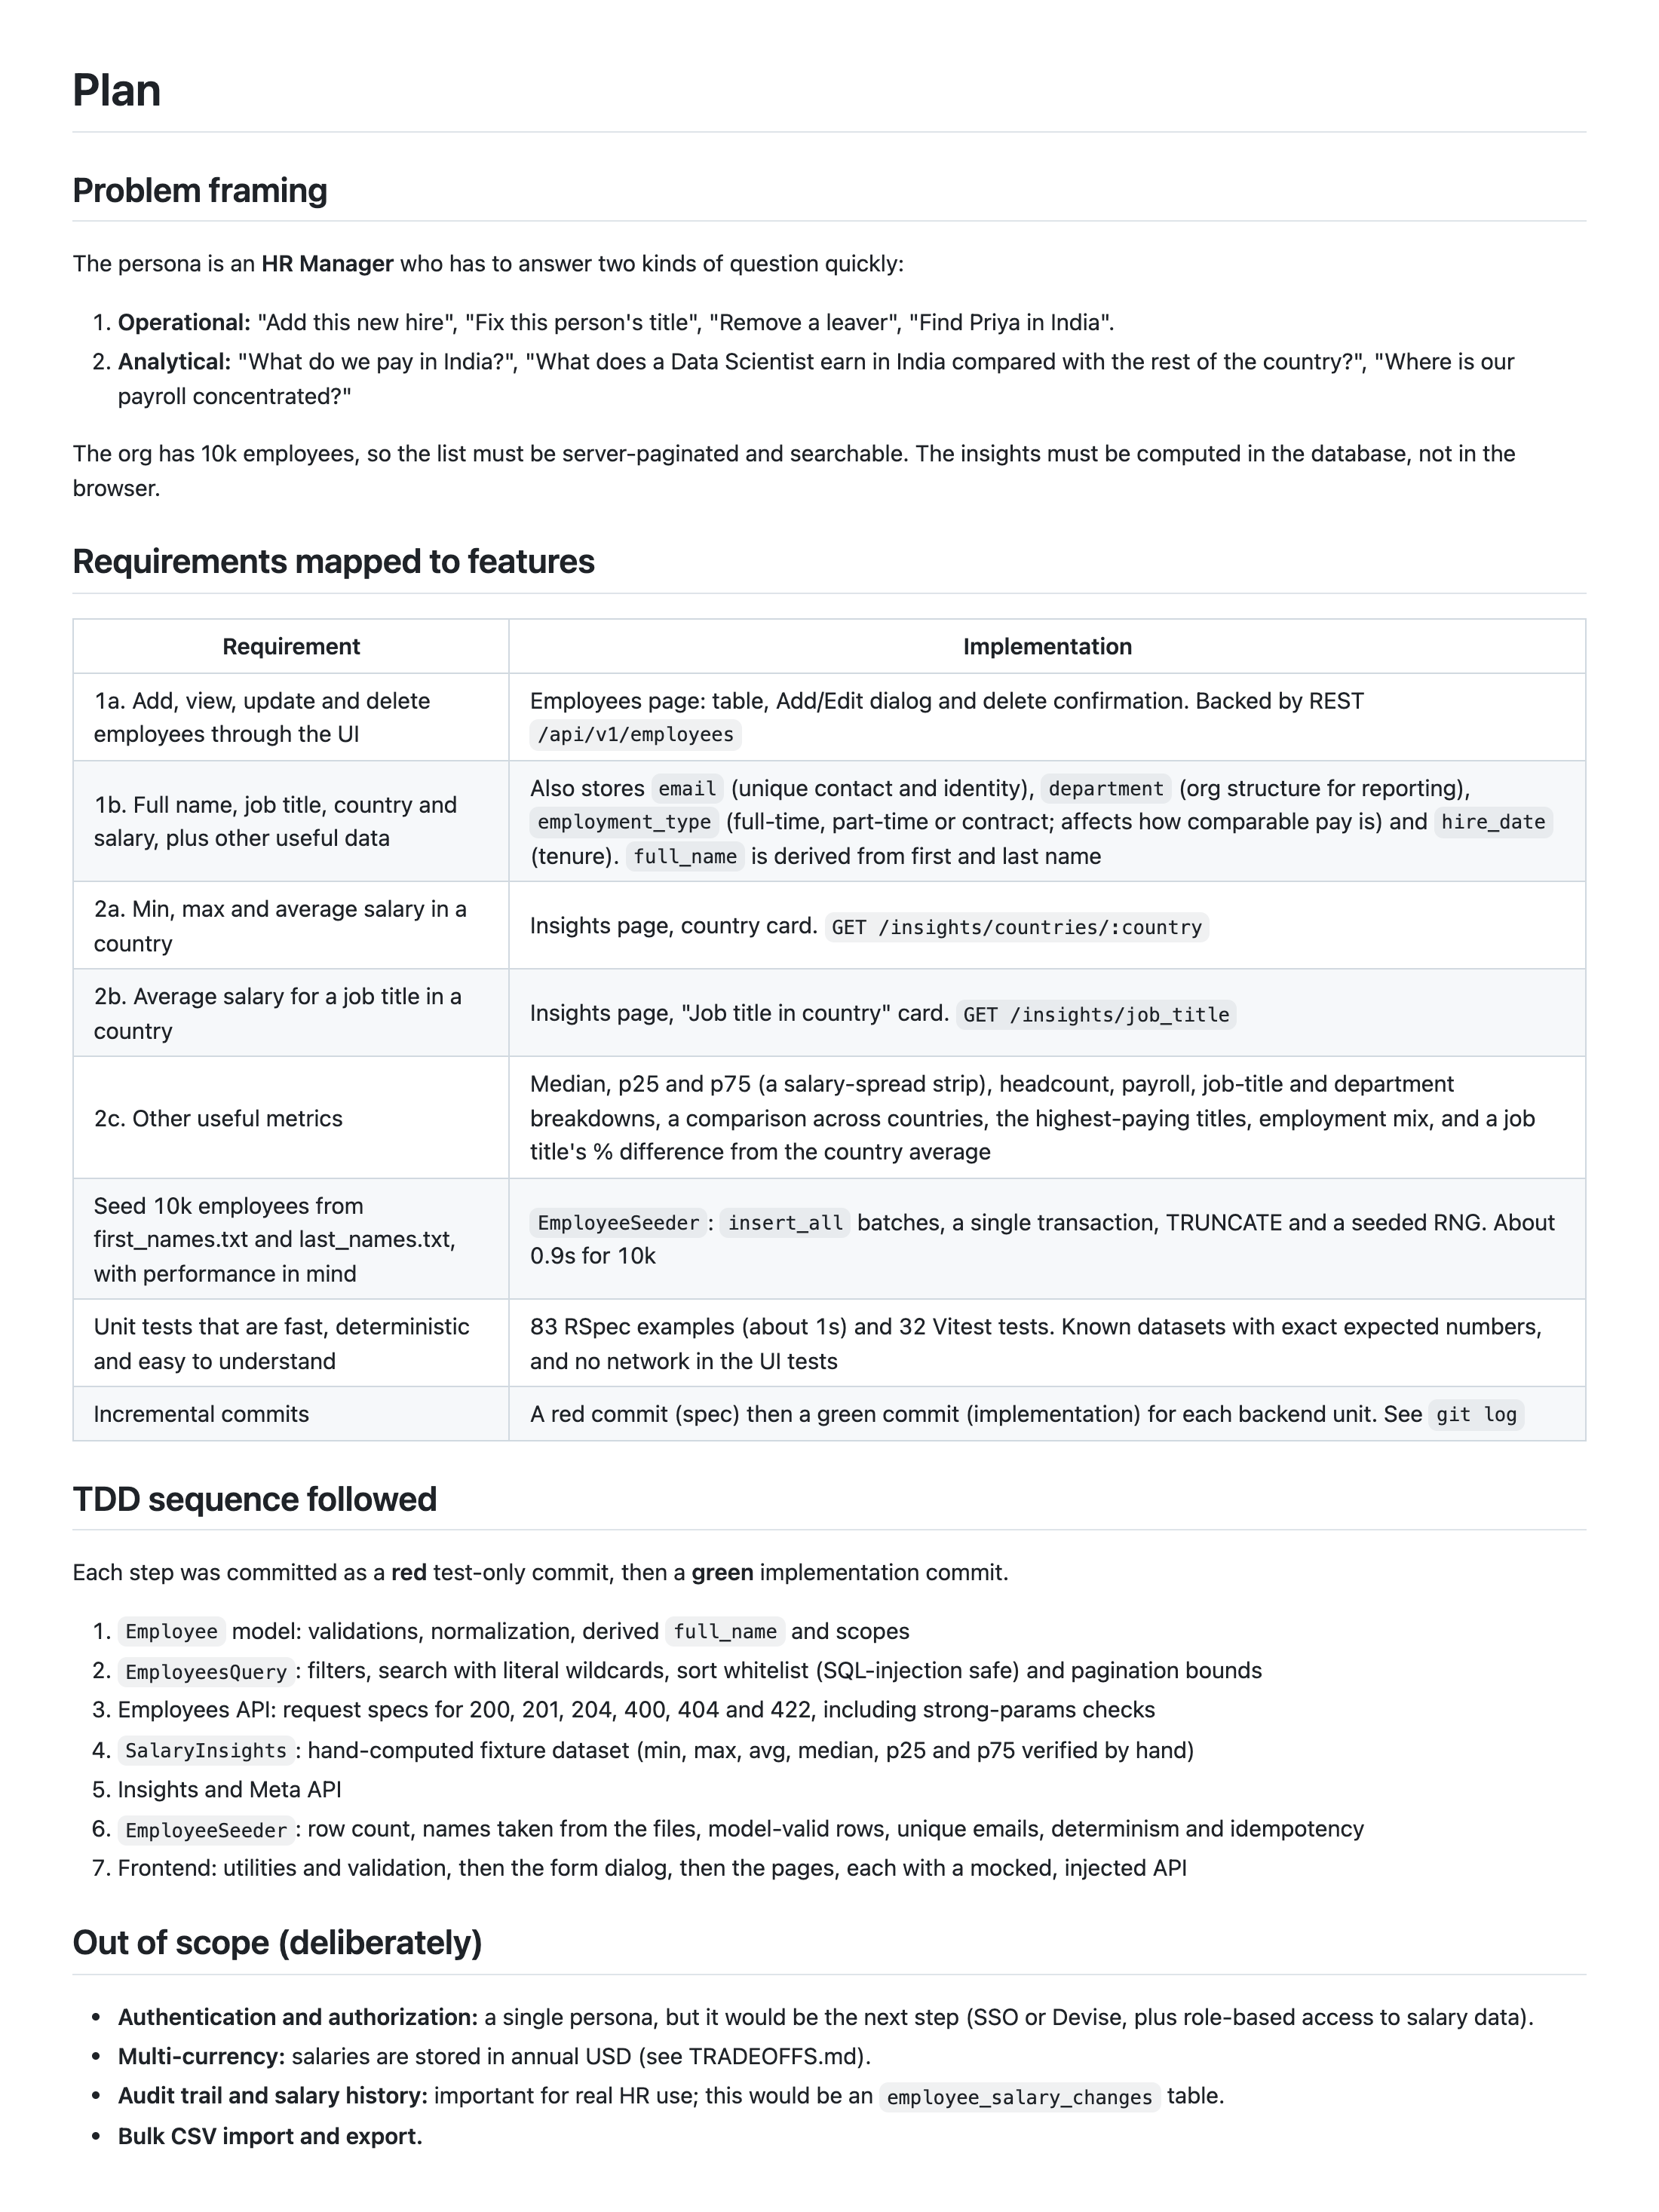 Plan
Problem framing
The persona is an HR Manager who has to answer two kinds of question quickly:
1. Operational: "Add this new hire", "Fix this person's title", "Remove a leaver", "Find Priya in India".
2. Analytical: "What do we pay in India?", "What does a Data Scientist earn in India compared with the rest of the country?", "Where is our
payroll concentrated?"
The org has 10k employees, so the list must be server-paginated and searchable. The insights must be computed in the database, not in the
browser.
Requirements mapped to features
Requirement
Implementation
1a. Add, view, update and delete
employees through the UI
Employees page: table, Add/Edit dialog and delete confirmation. Backed by REST
/api/v1/employees
1b. Full name, job title, country and
salary, plus other useful data
Also stores email (unique contact and identity), department (org structure for reporting),
employment_type (full-time, part-time or contract; affects how comparable pay is) and hire_date
(tenure). full_name is derived from first and last name
2a. Min, max and average salary in a
country
Insights page, country card. GET /insights/countries/:country
2b. Average salary for a job title in a
country
Insights page, "Job title in country" card. GET /insights/job_title
2c. Other useful metrics
Median, p25 and p75 (a salary-spread strip), headcount, payroll, job-title and department
breakdowns, a comparison across countries, the highest-paying titles, employment mix, and a job
title's % difference from the country average
Seed 10k employees from
first_names.txt and last_names.txt,
with performance in mind
EmployeeSeeder: insert_all batches, a single transaction, TRUNCATE and a seeded RNG. About
0.9s for 10k
Unit tests that are fast, deterministic
and easy to understand
83 RSpec examples (about 1s) and 32 Vitest tests. Known datasets with exact expected numbers,
and no network in the UI tests
Incremental commits
A red commit (spec) then a green commit (implementation) for each backend unit. See git log
TDD sequence followed
Each step was committed as a red test-only commit, then a green implementation commit.
1. Employee model: validations, normalization, derived full_name and scopes
2. EmployeesQuery: filters, search with literal wildcards, sort whitelist (SQL-injection safe) and pagination bounds
3. Employees API: request specs for 200, 201, 204, 400, 404 and 422, including strong-params checks
4. SalaryInsights: hand-computed fixture dataset (min, max, avg, median, p25 and p75 verified by hand)
5. Insights and Meta API
6. EmployeeSeeder: row count, names taken from the files, model-valid rows, unique emails, determinism and idempotency
7. Frontend: utilities and validation, then the form dialog, then the pages, each with a mocked, injected API
Out of scope (deliberately)
• Authentication and authorization: a single persona, but it would be the next step (SSO or Devise, plus role-based access to salary data).
• Multi-currency: salaries are stored in annual USD (see TRADEOFFS.md).
• Audit trail and salary history: important for real HR use; this would be an employee_salary_changes table.
• Bulk CSV import and export.